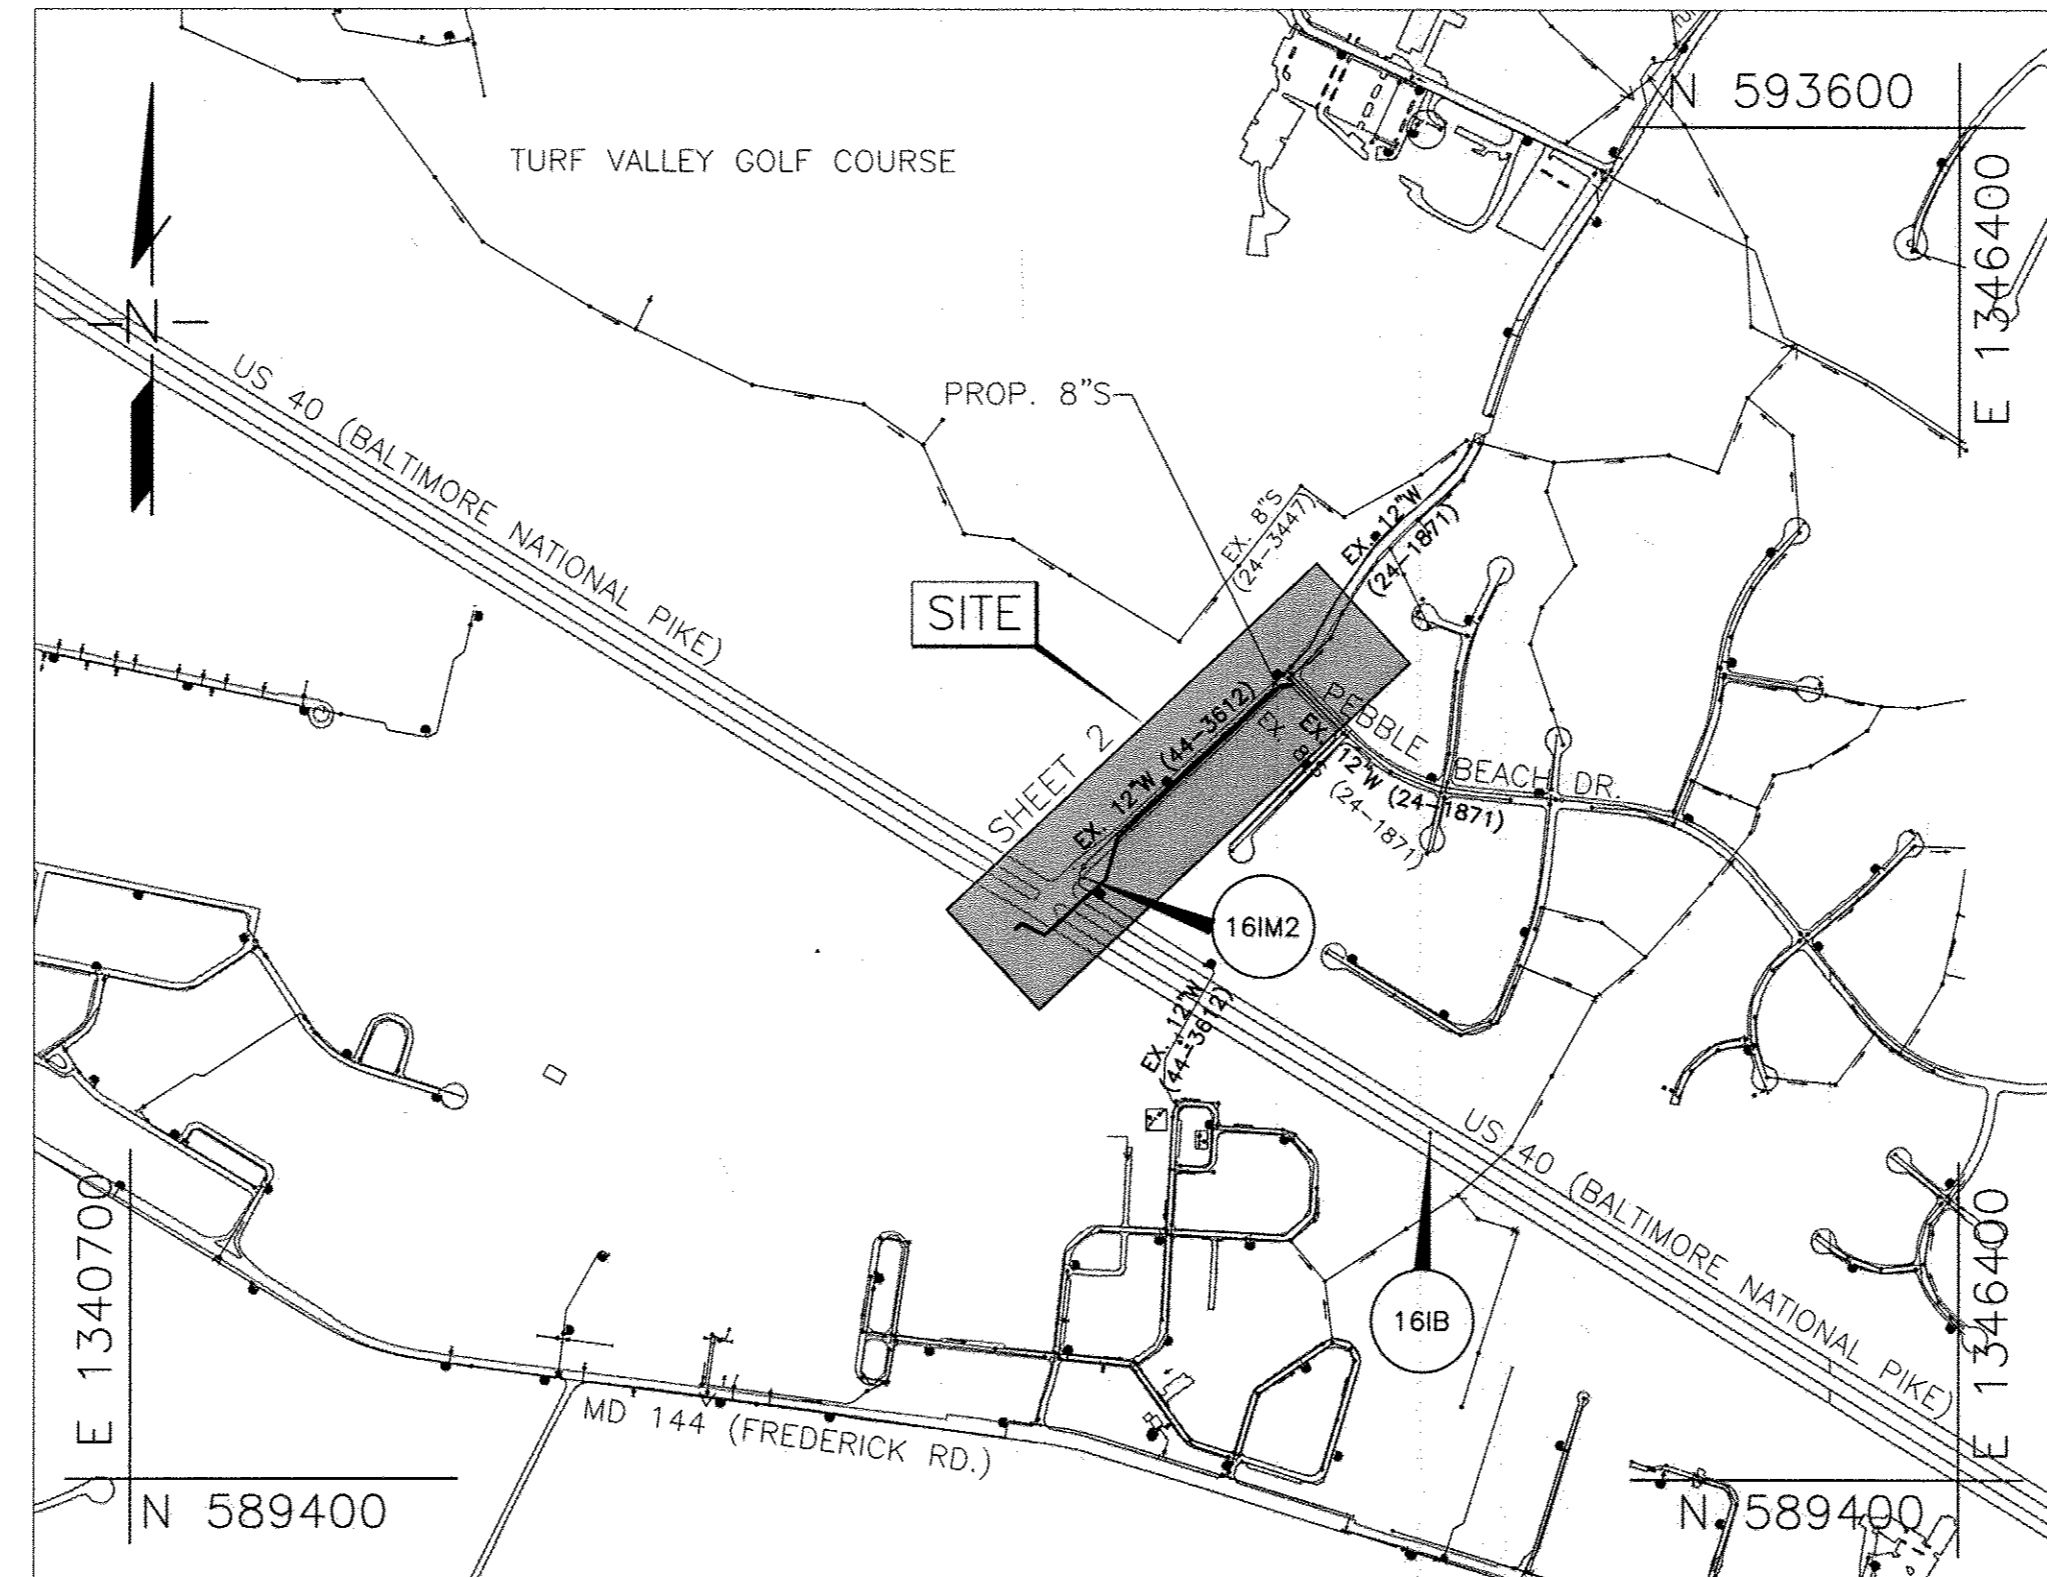 N 593600
TURF VALLEY GOLF COURSE
E 1346400
N
US 40 (BALTIMORE NATIONAL PIKE)
PROP. 8"S
EX. 8"S
(24-3447)
EX. 12"W
(24-1871)
SITE
PEBBLE BEACH DR.
SHEET 2
EX. 12"W (44-3612)
EX. 8"S (24-1871)
EX. 12"W (24-1871)
16IM2
EX. 12"W
(44-3612)
US 40 (BALTIMORE NATIONAL PIKE)
16IB
E 1340700
E 1346400
MD 144 (FREDERICK RD.)
N 589400
N 589400